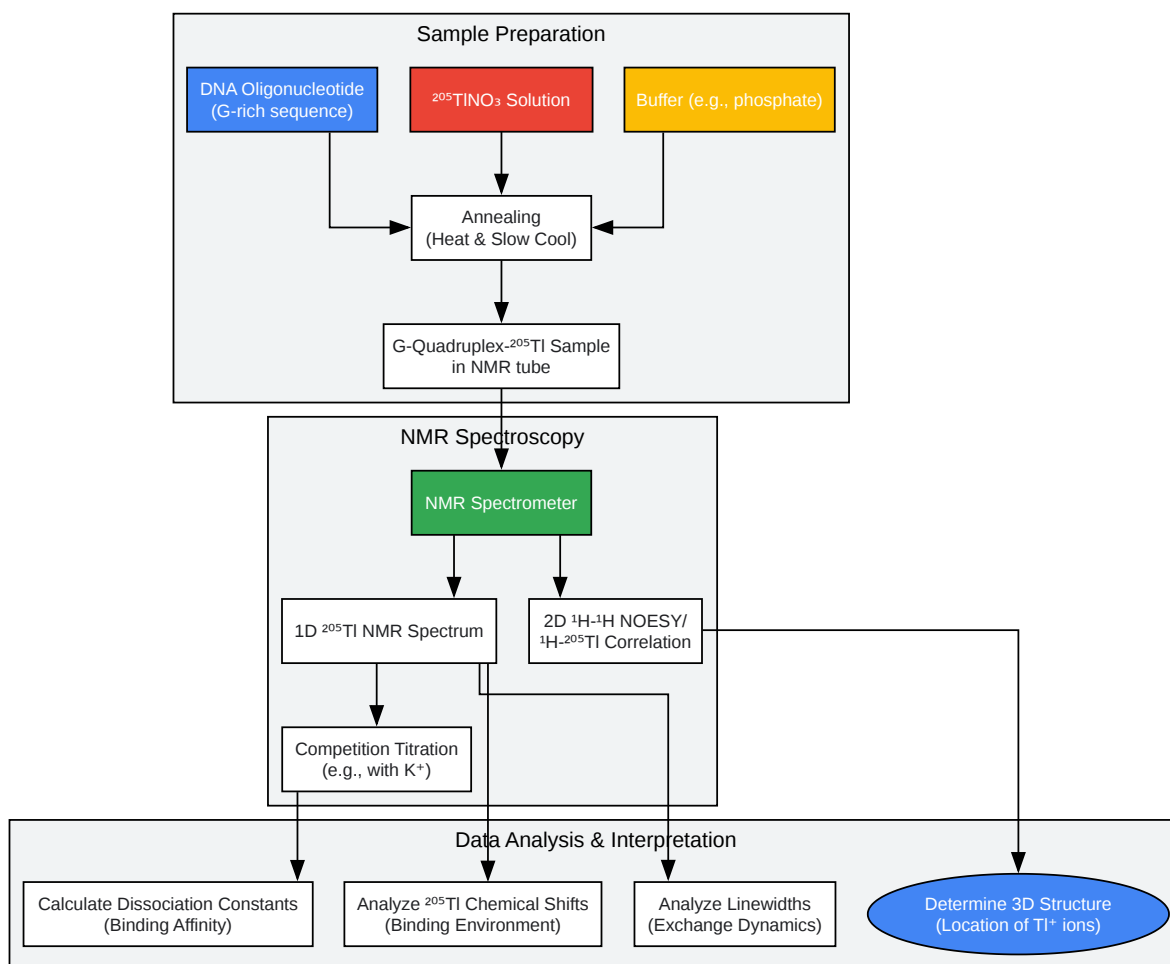 Sample Preparation
DNA Oligonucleotide
(G-rich sequence)
²⁰⁵TlNO₃ Solution
Buffer (e.g., phosphate)
Annealing
(Heat & Slow Cool)
G-Quadruplex-²⁰⁵Tl Sample
in NMR tube
NMR Spectroscopy
NMR Spectrometer
1D ²⁰⁵Tl NMR Spectrum
2D ¹H-¹H NOESY/
¹H-²⁰⁵Tl Correlation
Competition Titration
(e.g., with K⁺)
Data Analysis & Interpretation
Calculate Dissociation Constants
(Binding Affinity)
Analyze ²⁰⁵Tl Chemical Shifts
(Binding Environment)
Analyze Linewidths
(Exchange Dynamics)
Determine 3D Structure
(Location of Tl⁺ ions)